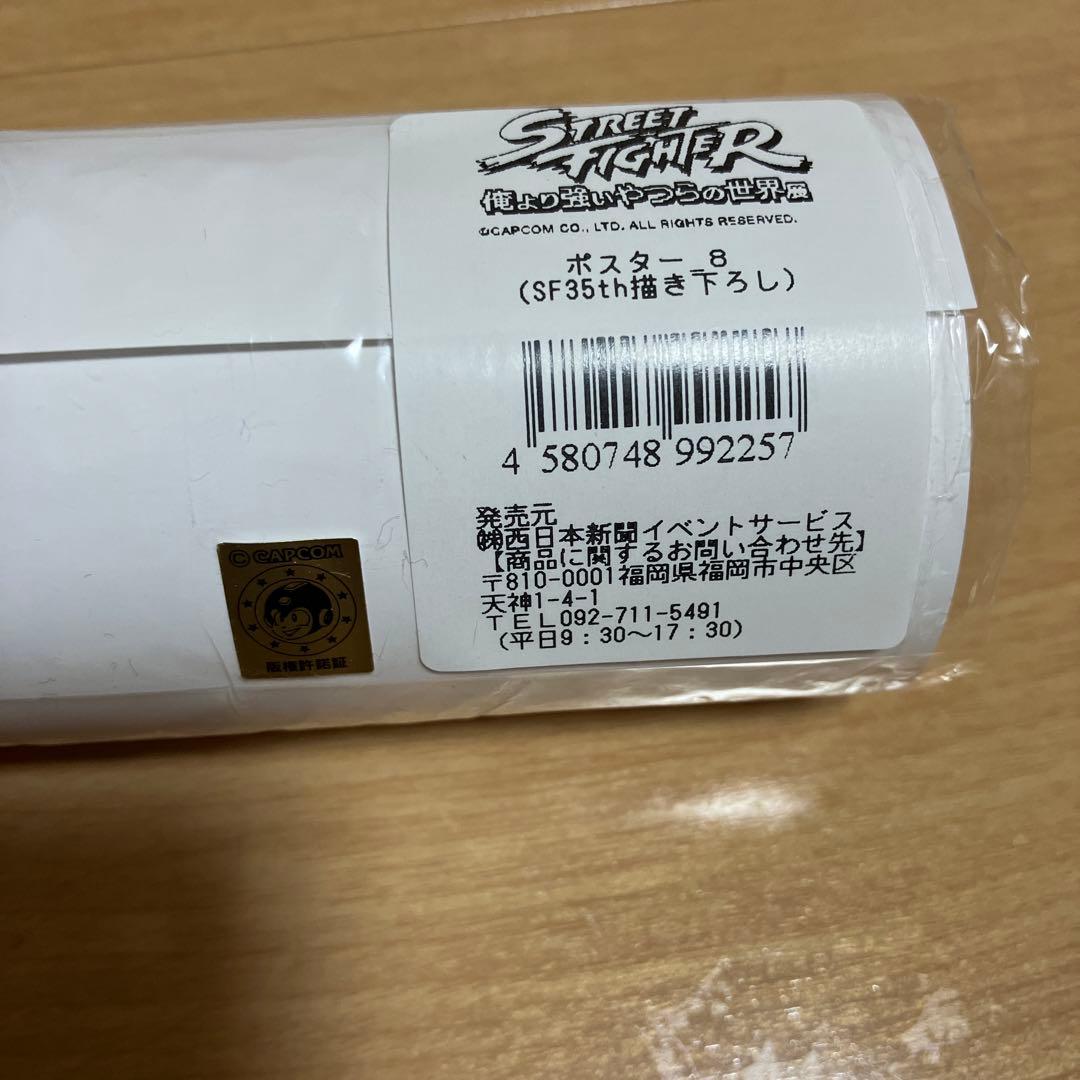 STREET
FIGHTER
俺より強いやつらの世界展
©CAPCOM CO., LTD. ALL RIGHTS RESERVED.
ポスター_8
(SF35th描き下ろし)
4 580748 992257
発売元
㈱西日本新聞イベントサービス
【商品に関するお問い合わせ先】
〒810-0001福岡県福岡市中央区
天神1-4-1
TEL092-711-5491
(平日9:30〜17:30)
© CAPCOM
版権許諾証